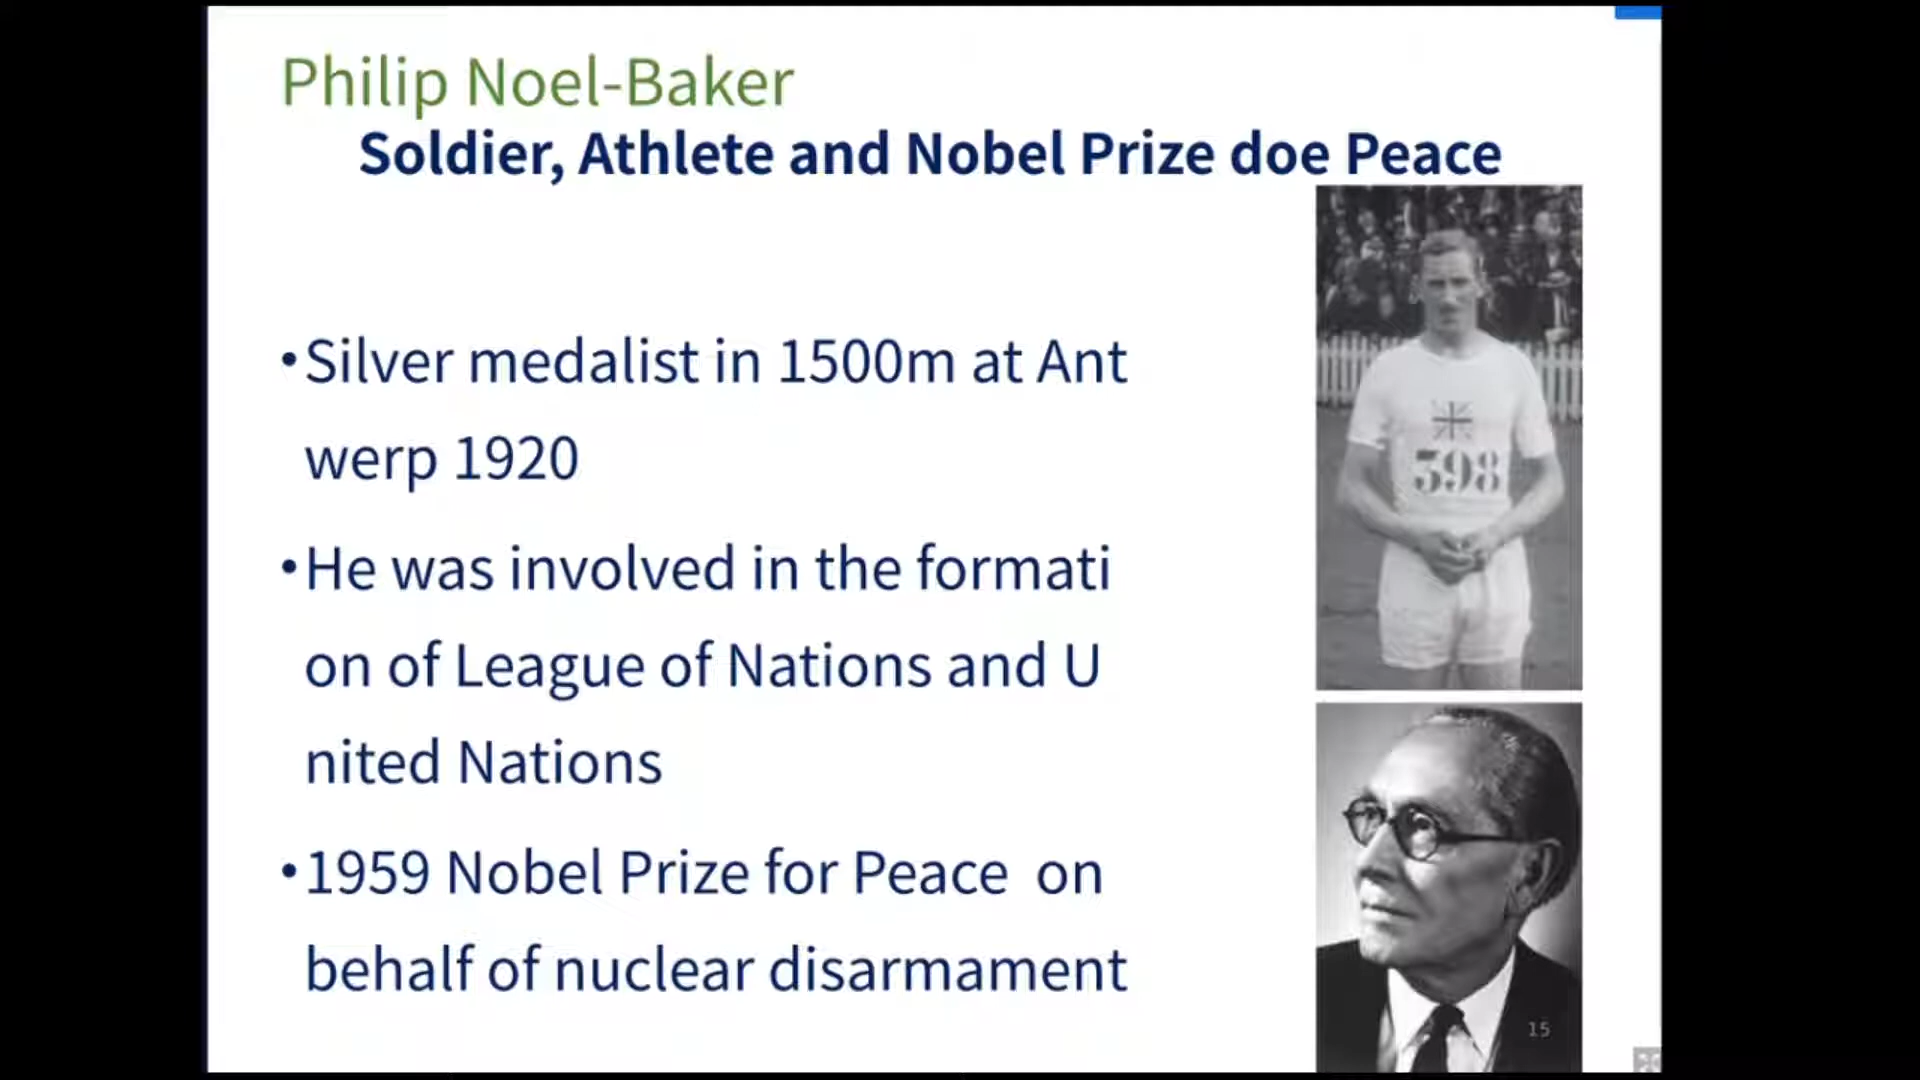 Philip Noel-Baker
Soldier, Athlete and Nobel Prize doe Peace
•Silver medalist in 1500m at Ant
werp 1920
•He was involved in the formati
on of League of Nations and U
nited Nations
•1959 Nobel Prize for Peace  on
behalf of nuclear disarmament
398
15